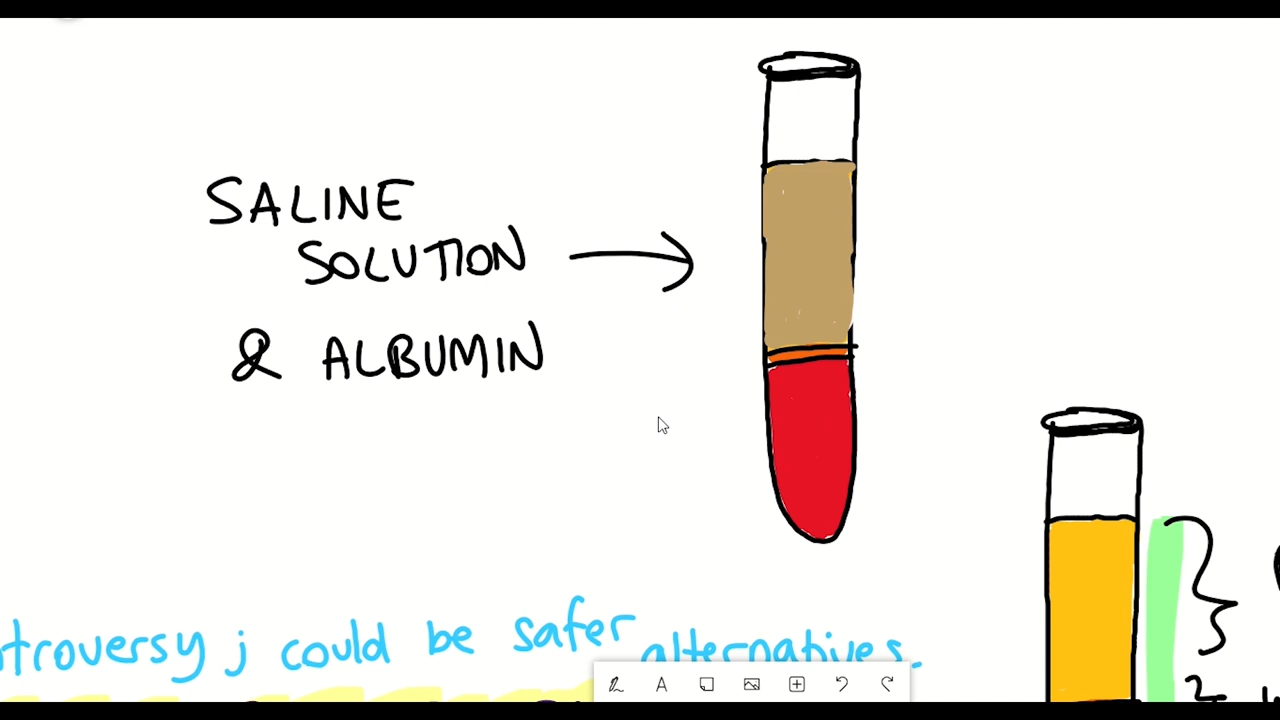 SALINE
SOLUTION
& ALBUMIN
troversy ; could be safer alternatives.